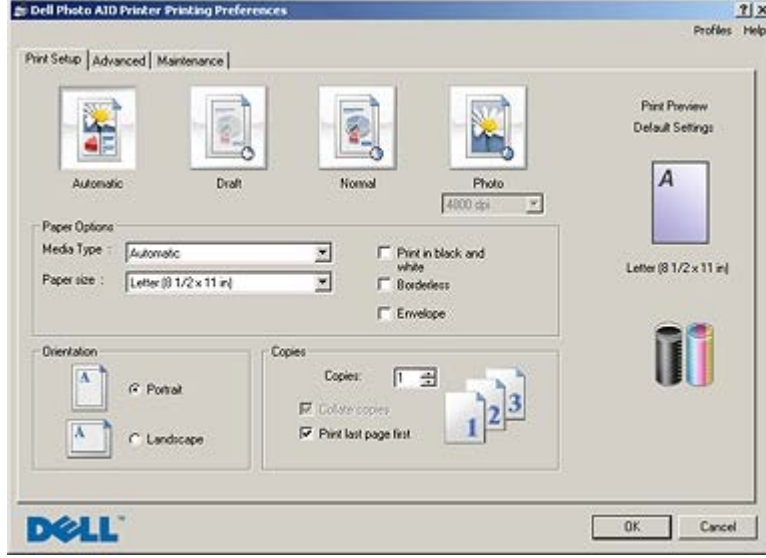 Dell Photo AIO Printer Printing Preferences
Profiles Help
Print Setup Advanced Maintenance
Automatic
Draft
Normal
Photo
4800 dpi
Print Preview
Default Settings
A
Letter (8 1/2 x 11 in)
Paper Options
Media Type : Automatic
Paper size : Letter (8 1/2 x 11 in)
Print in black and
white
Borderless
Envelope
Orientation
A
Portrait
A
Landscape
Copies
Copies: 1
Collate copies
Print last page first
1 2 3
DELL™
OK Cancel